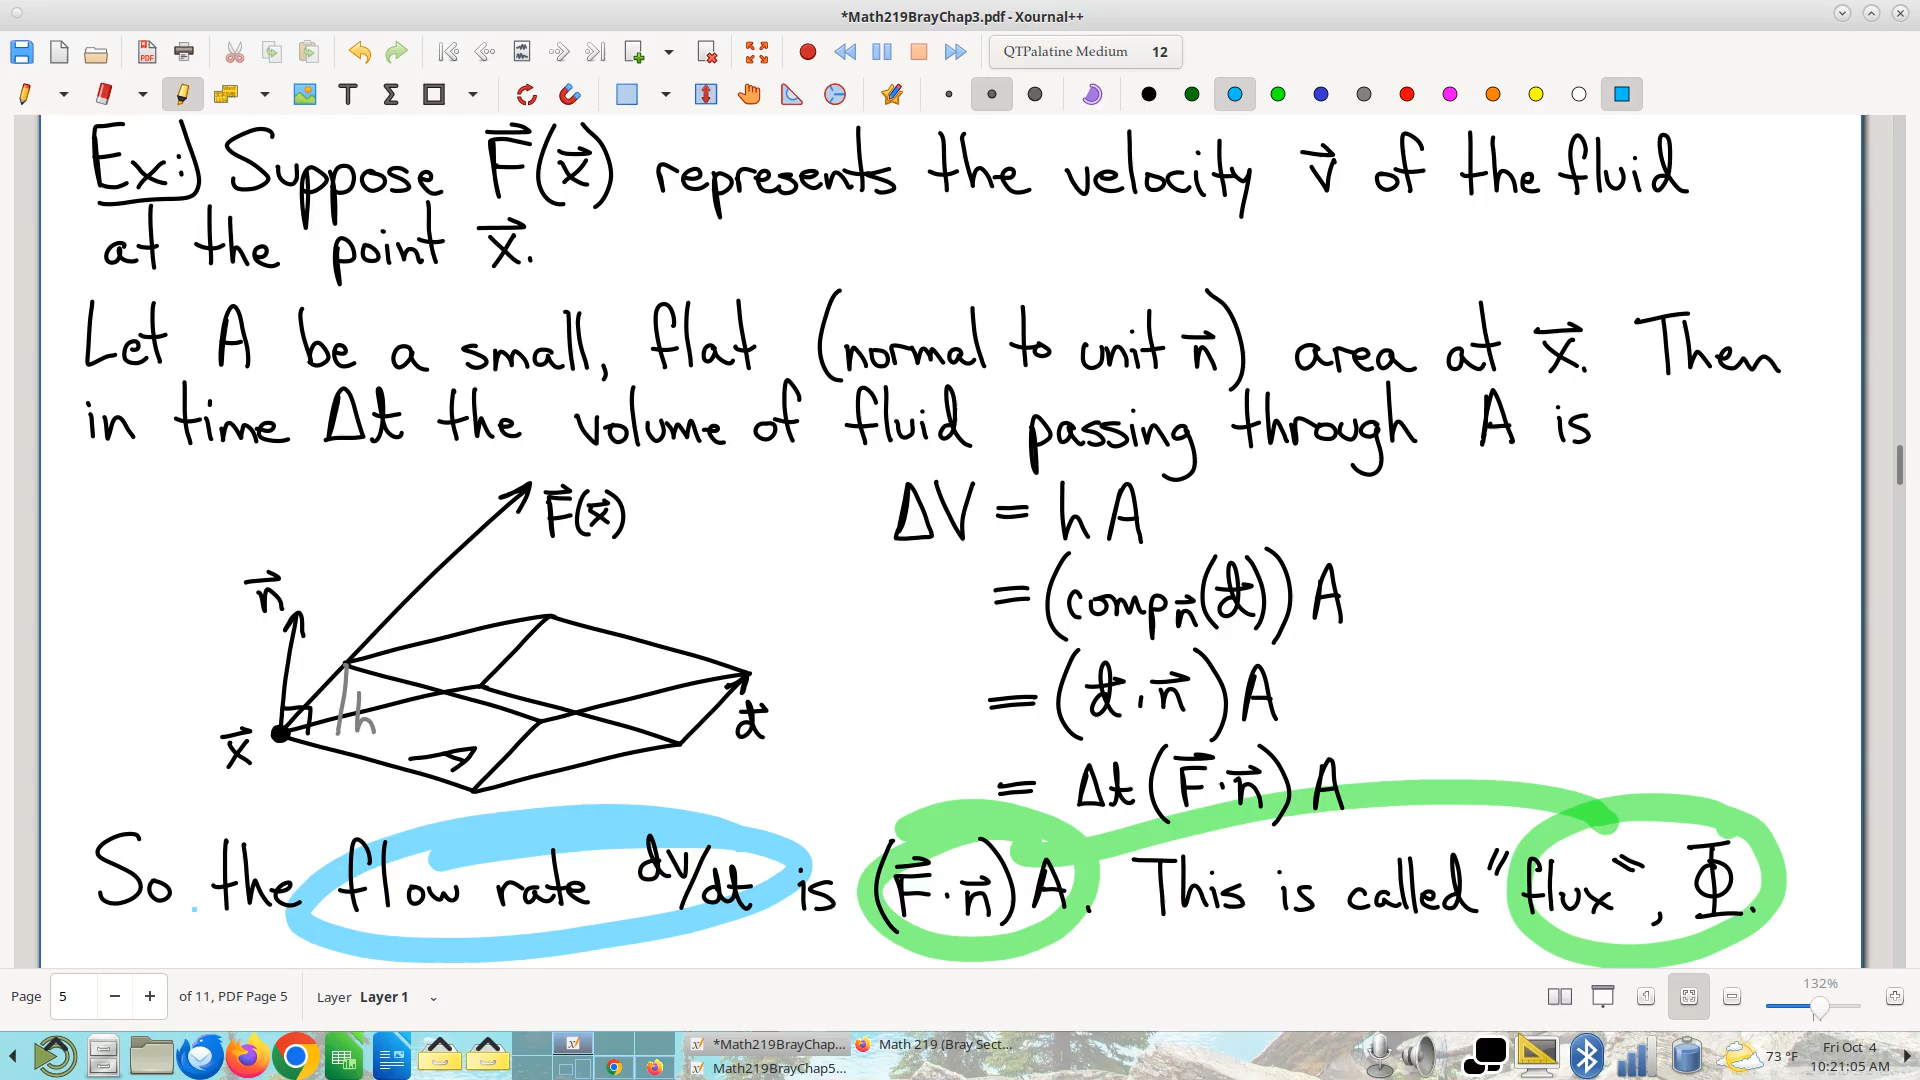 *Math219BrayChap3.pdf - Xournal++
QTPalatine Medium 12
Ex: Suppose F⃗(x⃗) represents the velocity v⃗ of the fluid
at the point x⃗.
Let A be a small, flat (normal to unit n⃗) area at x⃗. Then
in time Δt the volume of fluid passing through A is
F⃗(x⃗)
n⃗
h
x⃗
A
d⃗
ΔV = hA
= (comp n⃗ (d⃗)) A
= (d⃗ · n⃗) A
= Δt (F⃗ · n⃗) A
So the flow rate dV/dt is (F⃗ · n⃗) A. This is called "flux", Φ.
Page 5 of 11, PDF Page 5 Layer Layer 1
132%
*Math219BrayChap...
Math 219 (Bray Sect...
Math219BrayChap5...
73 °F
Fri Oct 4
10:21:05 AM